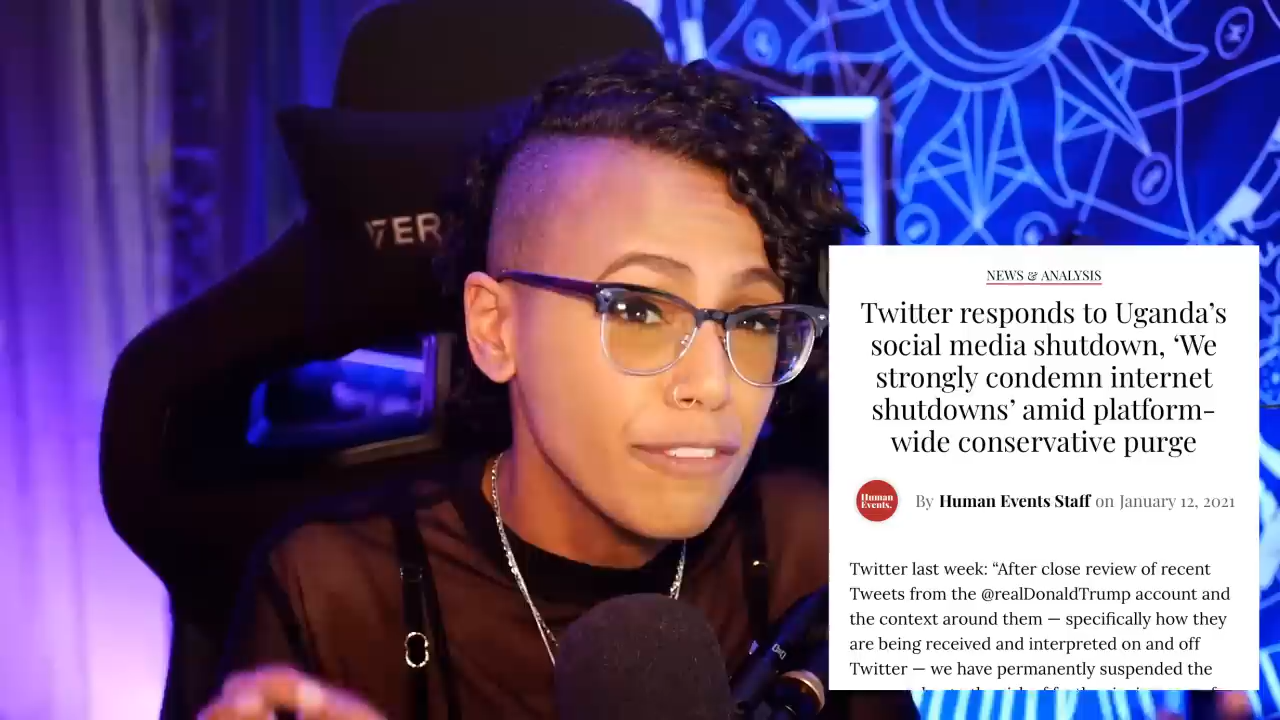 TER
NEWS & ANALYSIS
Twitter responds to Uganda’s
social media shutdown, ‘We
strongly condemn internet
shutdowns’ amid platform-
wide conservative purge
Human
Events.
By Human Events Staff on January 12, 2021
Twitter last week: “After close review of recent
Tweets from the @realDonaldTrump account and
the context around them — specifically how they
are being received and interpreted on and off
Twitter — we have permanently suspended the